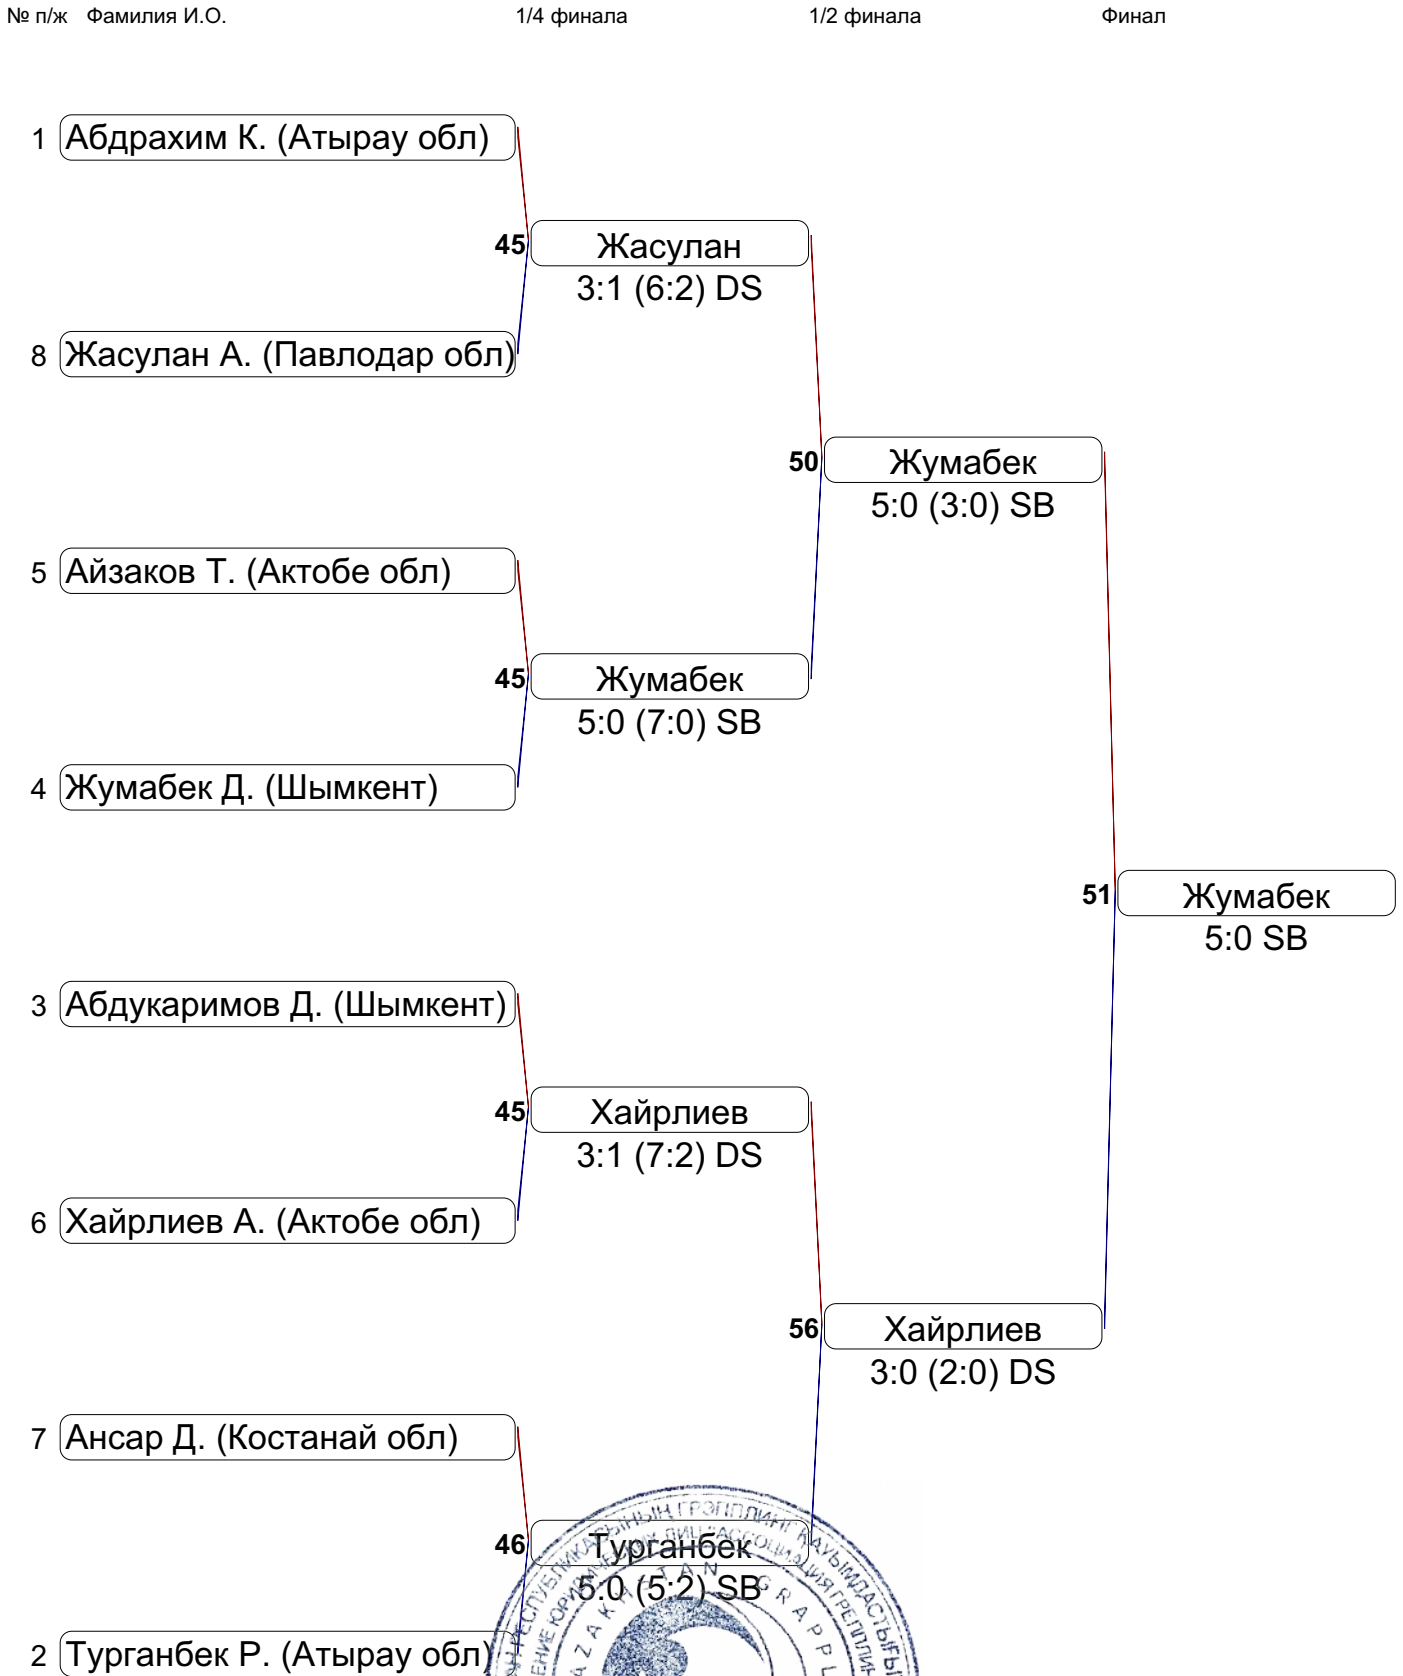 № п/ж Фамилия И.О. 1/4 финала 1/2 финала Финал
1 Абдрахим К. (Атырау обл)
45 Жасулан
3:1 (6:2) DS
8 Жасулан А. (Павлодар обл)
50 Жумабек
5:0 (3:0) SB
5 Айзаков Т. (Актобе обл)
45 Жумабек
5:0 (7:0) SB
4 Жумабек Д. (Шымкент)
51 Жумабек
5:0 SB
3 Абдукаримов Д. (Шымкент)
45 Хайрлиев
3:1 (7:2) DS
6 Хайрлиев А. (Актобе обл)
56 Хайрлиев
3:0 (2:0) DS
7 Ансар Д. (Костанай обл)
46 Турганбек
5:0 (5:2) SB
2 Турганбек Р. (Атырау обл)